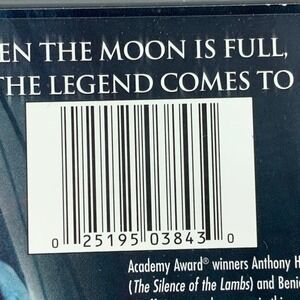 EN THE MOON IS FULL,
THE LEGEND COMES TO
0 25195 03843 0
Academy Award® winners Anthony H
(The Silence of the Lambs) and Beni